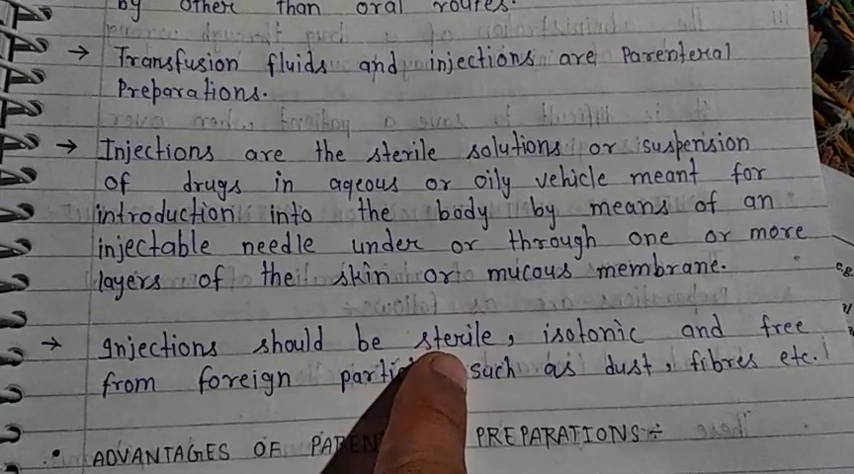 by other than oral routes.
→ Transfusion fluids and injections are Parenteral
Preparations.
→ Injections are the sterile solutions or suspension
of drugs in aqeous or oily vehicle meant for
introduction into the body by means of an
injectable needle under or through one or more
layers of the skin or mucous membrane.
→ Injections should be sterile, isotonic and free
from foreign such as dust, fibres etc.
• ADVANTAGES OF PREPARATIONS÷